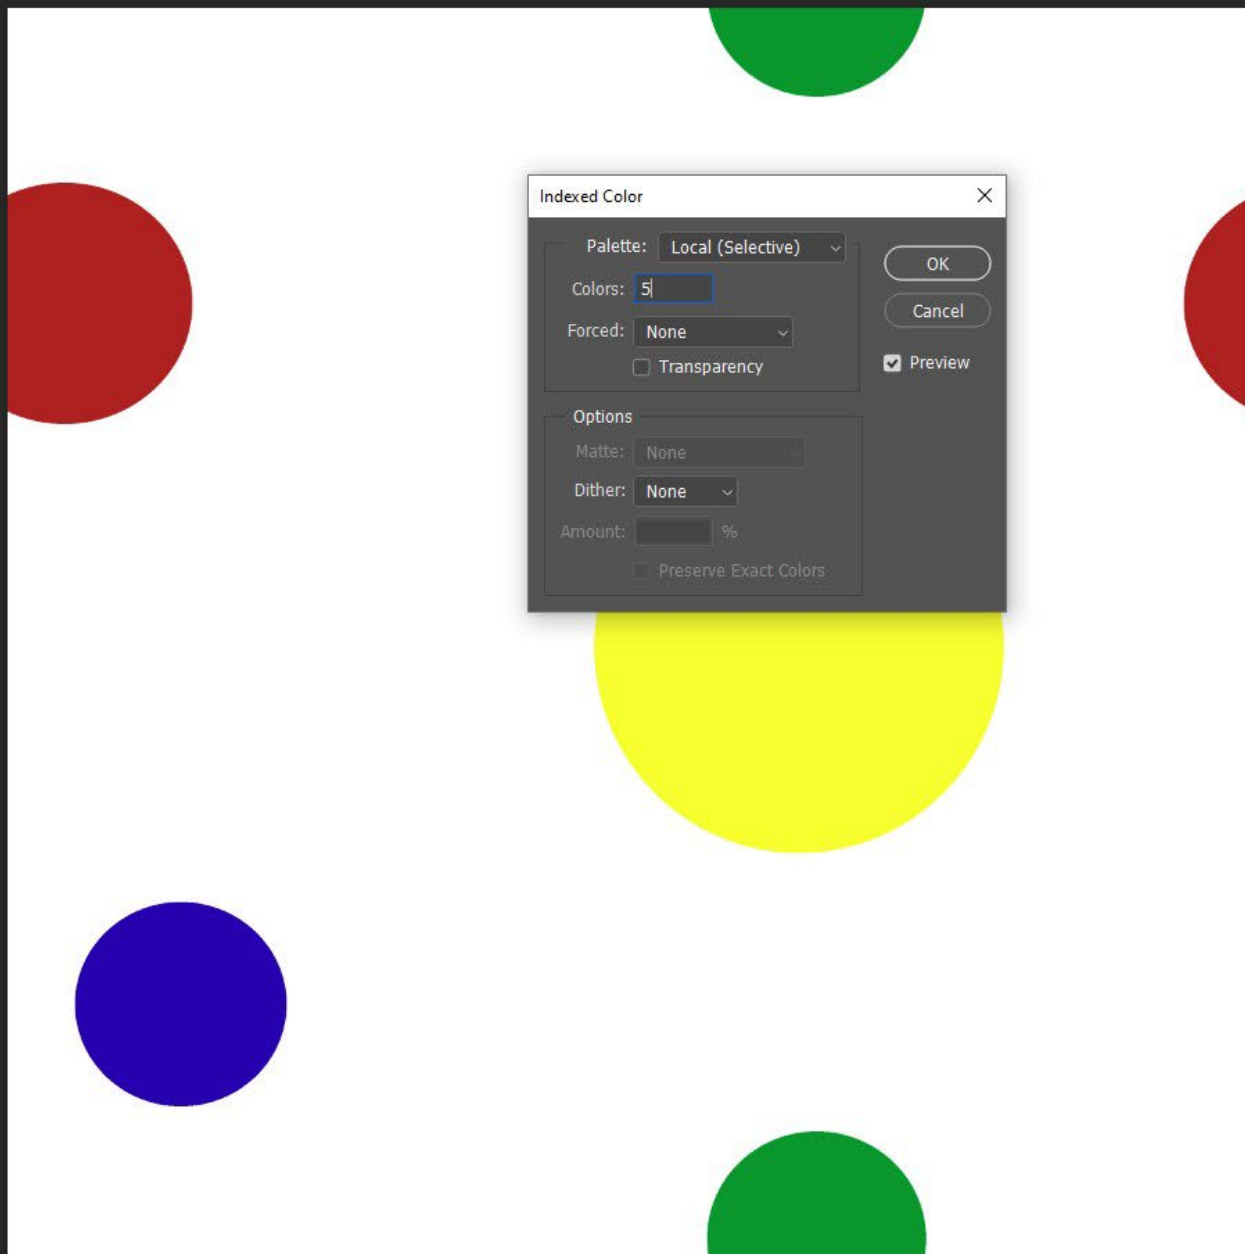 Indexed Color
Palette: Local (Selective)
OK
Colors: 5
Cancel
Forced: None
Transparency
Preview
Options
Matte: None
Dither: None
Amount: %
Preserve Exact Colors